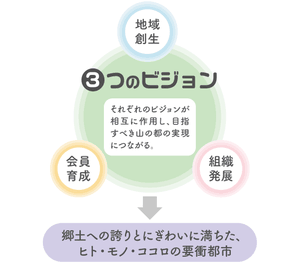 地域
創生
❸つのビジョン
それぞれのビジョンが
相互に作用し、目指
すべき山の都の実現
につながる。
会員
育成
組織
発展
郷土への誇りとにぎわいに満ちた、
ヒト・モノ・ココロの要衝都市